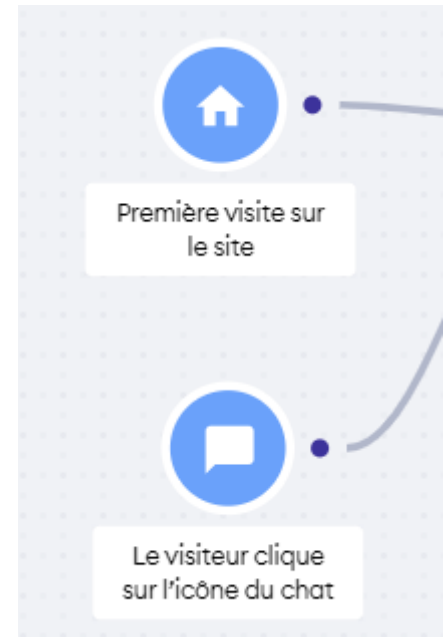 Première visite sur
le site
Le visiteur clique
sur l'icône du chat